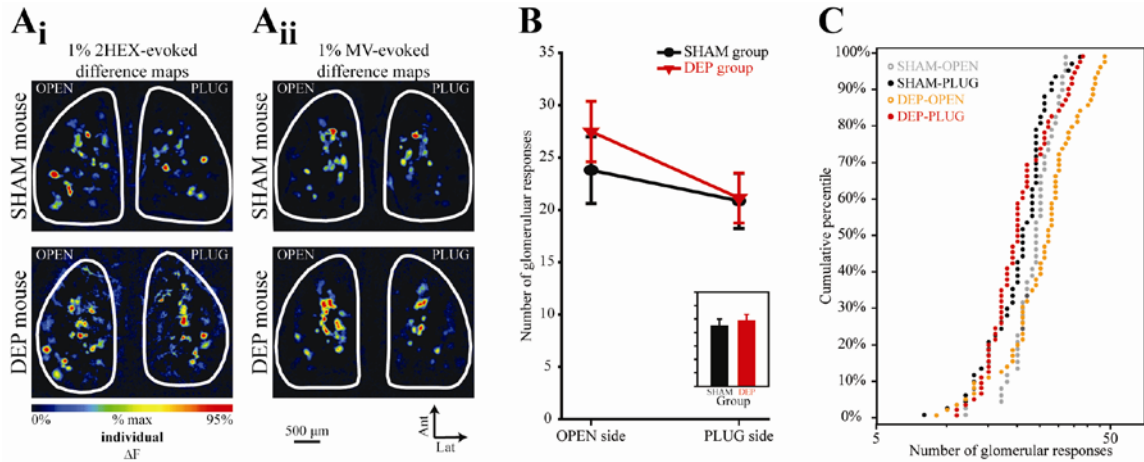 Ai
1% 2HEX-evoked
difference maps
OPEN
PLUG
SHAM mouse
OPEN
PLUG
DEP mouse
0%
% max
95%
individual
ΔF
Aii
1% MV-evoked
difference maps
OPEN
PLUG
SHAM mouse
OPEN
PLUG
DEP mouse
500 μm
Ant
Lat
B
SHAM group
DEP group
Number of glomerululuar responses
35
30
25
20
15
10
5
0
OPEN side
PLUG side
SHAM DEP
Group
C
SHAM-OPEN
SHAM-PLUG
DEP-OPEN
DEP-PLUG
Cumulative percentile
100%
90%
80%
70%
60%
50%
40%
30%
20%
10%
0%
5
50
Number of glomerular responses